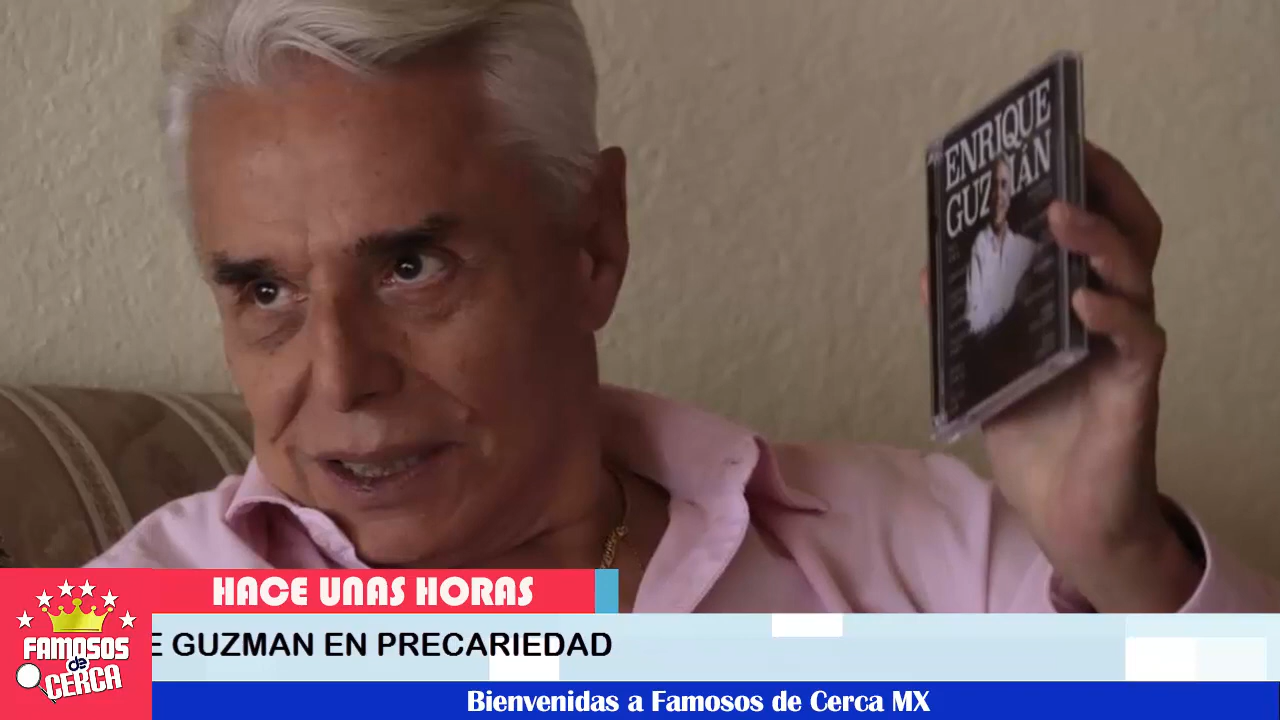 ENRIQUE
GUZMÁN
HACE UNAS HORAS
E GUZMAN EN PRECARIEDAD
FAMOSOS
de
CERCA
Bienvenidas a Famosos de Cerca MX